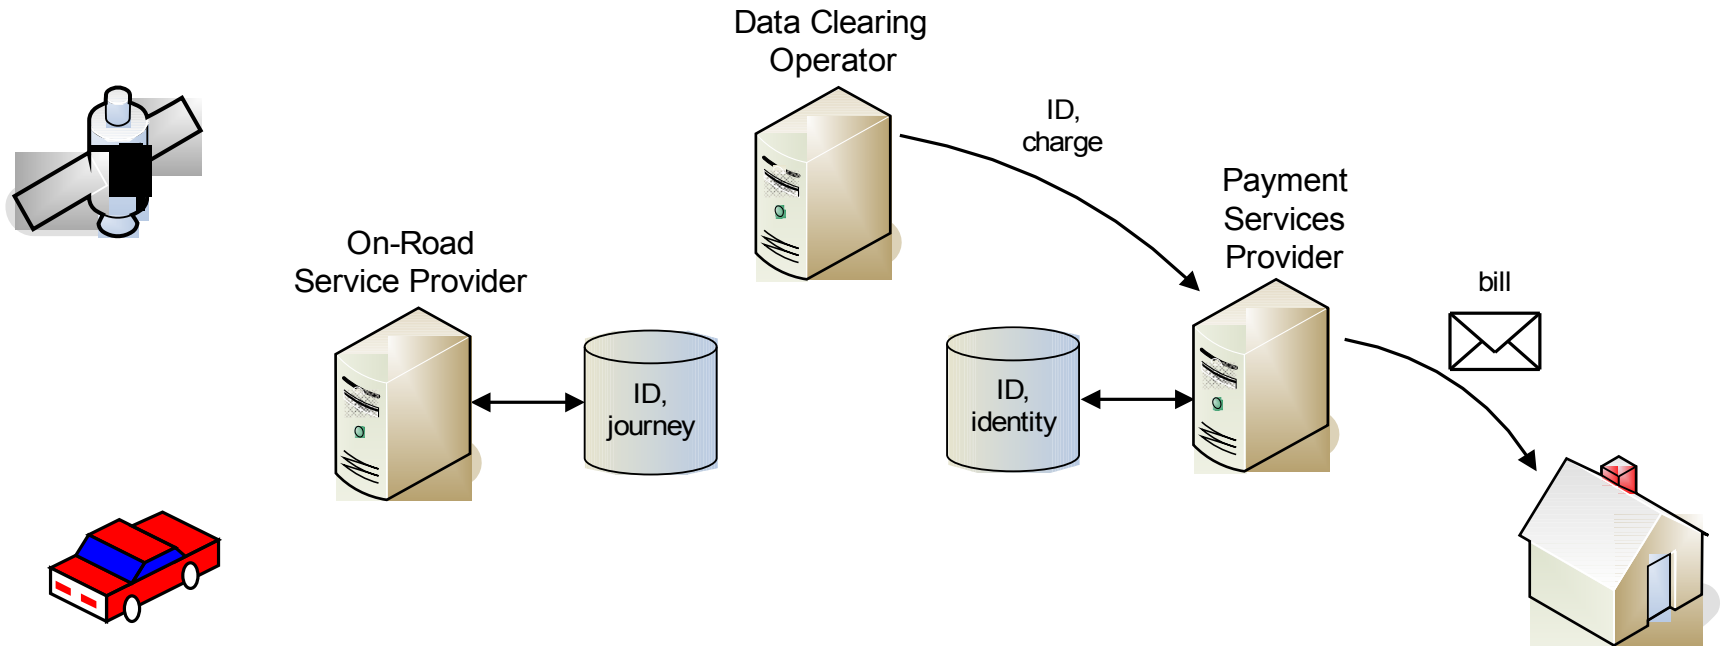 Data Clearing
Operator
ID,
charge
Payment
Services
Provider
On-Road
Service Provider
bill
ID,
journey
ID,
identity